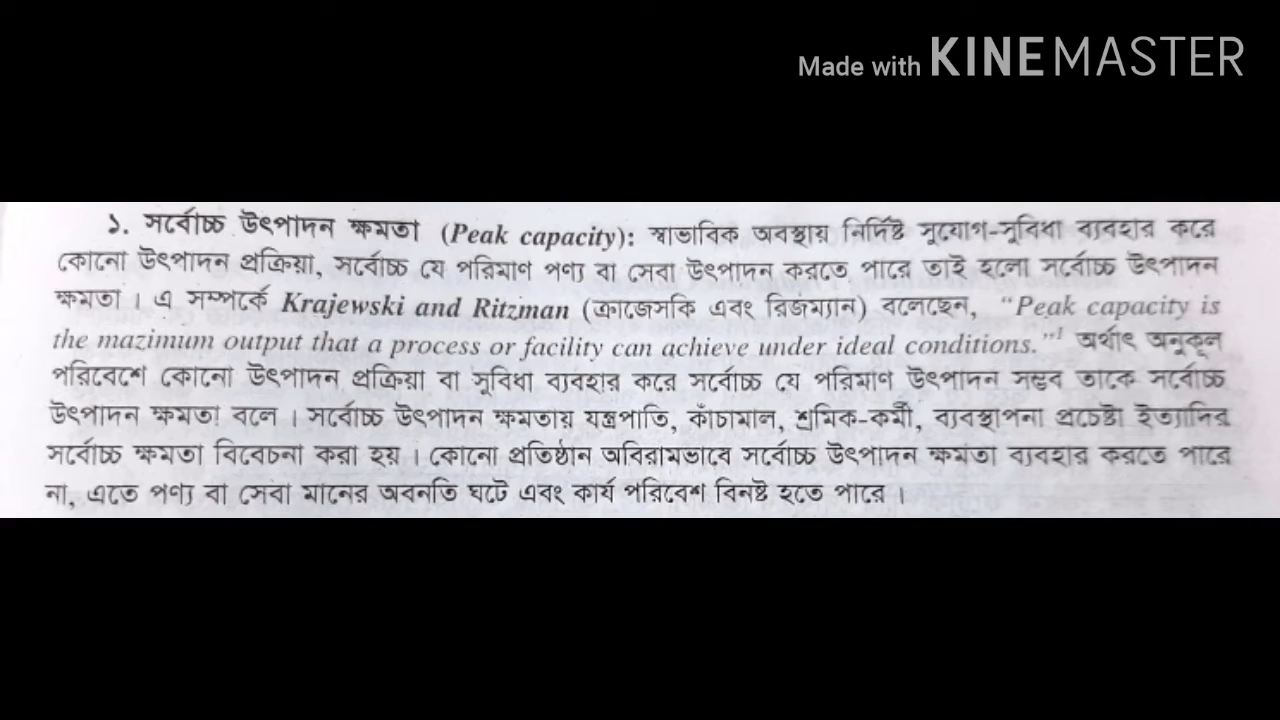 Made with KINEMASTER
১. সর্বোচ্চ উৎপাদন ক্ষমতা (Peak capacity): স্বাভাবিক অবস্থায় নির্দিষ্ট সুযোগ-সুবিধা ব্যবহার করে
কোনো উৎপাদন প্রক্রিয়া, সর্বোচ্চ যে পরিমাণ পণ্য বা সেবা উৎপাদন করতে পারে তাই হলো সর্বোচ্চ উৎপাদন
ক্ষমতা। এ সম্পর্কে Krajewski and Ritzman (ক্রাজেসকি এবং রিজম্যান) বলেছেন, “Peak capacity is
the mazimum output that a process or facility can achieve under ideal conditions.”¹ অর্থাৎ অনুকূল
পরিবেশে কোনো উৎপাদন প্রক্রিয়া বা সুবিধা ব্যবহার করে সর্বোচ্চ যে পরিমাণ উৎপাদন সম্ভব তাকে সর্বোচ্চ
উৎপাদন ক্ষমতা বলে। সর্বোচ্চ উৎপাদন ক্ষমতায় যন্ত্রপাতি, কাঁচামাল, শ্রমিক-কর্মী, ব্যবস্থাপনা প্রচেষ্টা ইত্যাদির
সর্বোচ্চ ক্ষমতা বিবেচনা করা হয়। কোনো প্রতিষ্ঠান অবিরামভাবে সর্বোচ্চ উৎপাদন ক্ষমতা ব্যবহার করতে পারে
না, এতে পণ্য বা সেবা মানের অবনতি ঘটে এবং কার্য পরিবেশ বিনষ্ট হতে পারে।